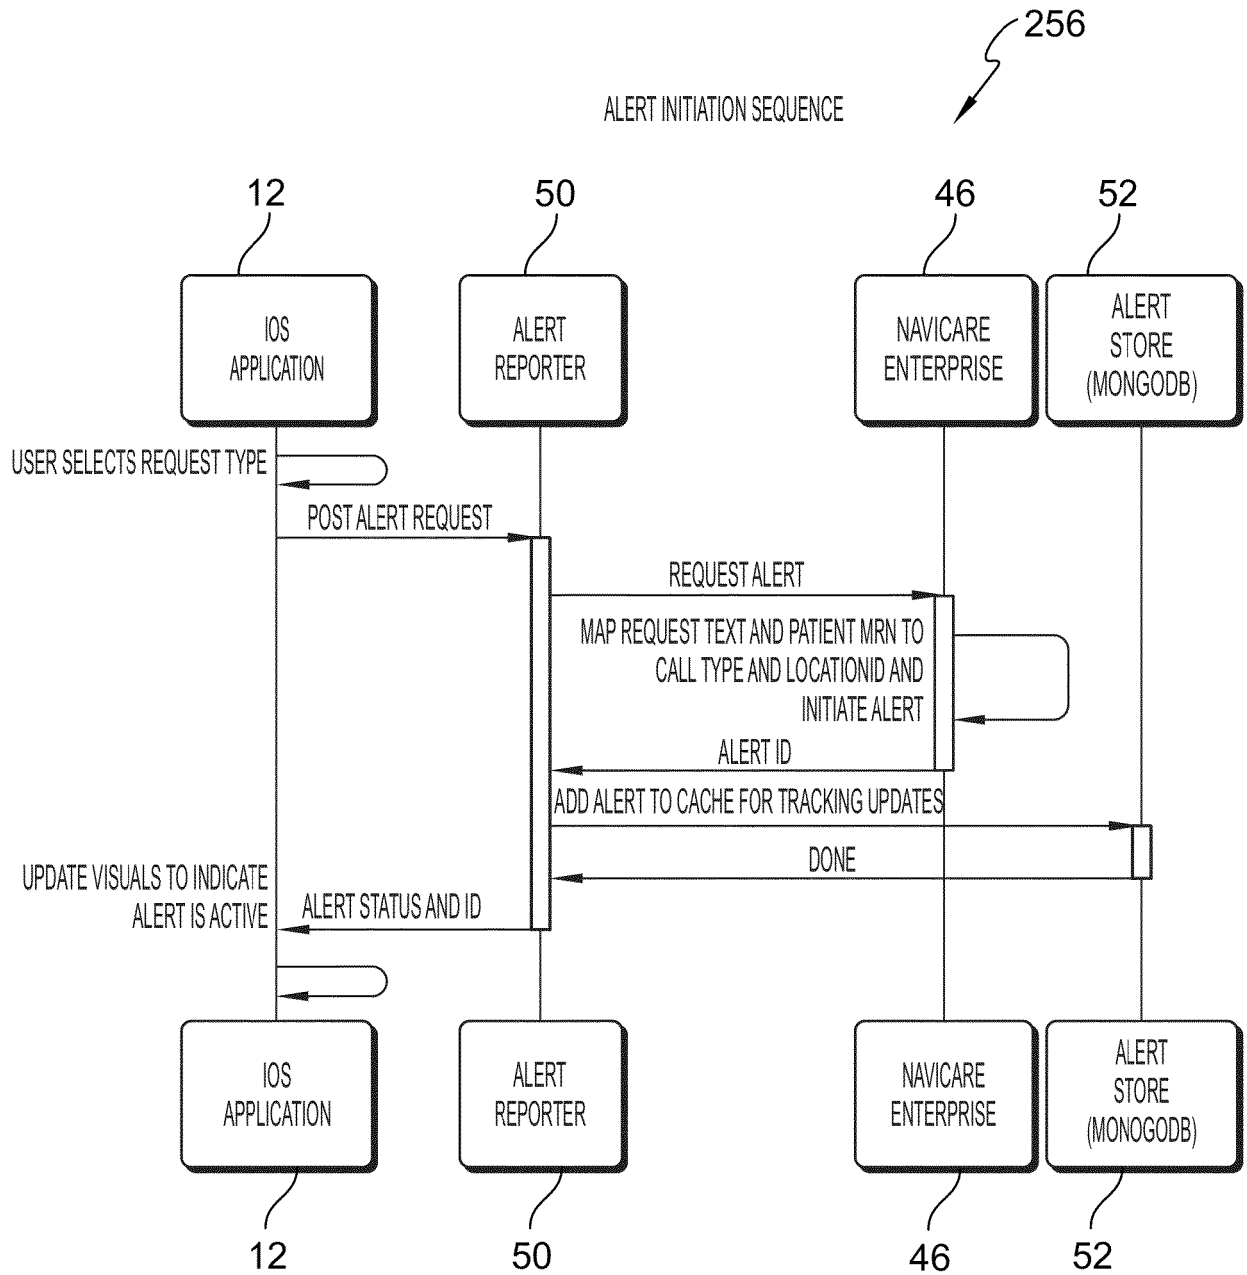 256
ALERT INITIATION SEQUENCE
12
50
46
52
IOS
APPLICATION
ALERT
REPORTER
NAVICARE
ENTERPRISE
ALERT
STORE
(MONGODB)
USER SELECTS REQUEST TYPE
POST ALERT REQUEST
REQUEST ALERT
MAP REQUEST TEXT AND PATIENT MRN TO
CALL TYPE AND LOCATIONID AND
INITIATE ALERT
ALERT ID
ADD ALERT TO CACHE FOR TRACKING UPDATES
DONE
UPDATE VISUALS TO INDICATE
ALERT IS ACTIVE
ALERT STATUS AND ID
IOS
APPLICATION
ALERT
REPORTER
NAVICARE
ENTERPRISE
ALERT
STORE
(MONOGODB)
12
50
46
52